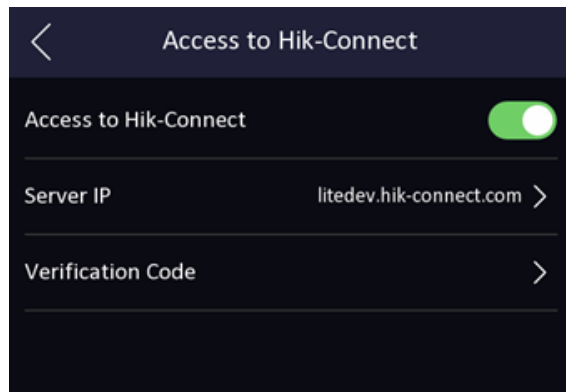 Access to Hik-Connect
Access to Hik-Connect
Server IP litedev.hik-connect.com
Verification Code